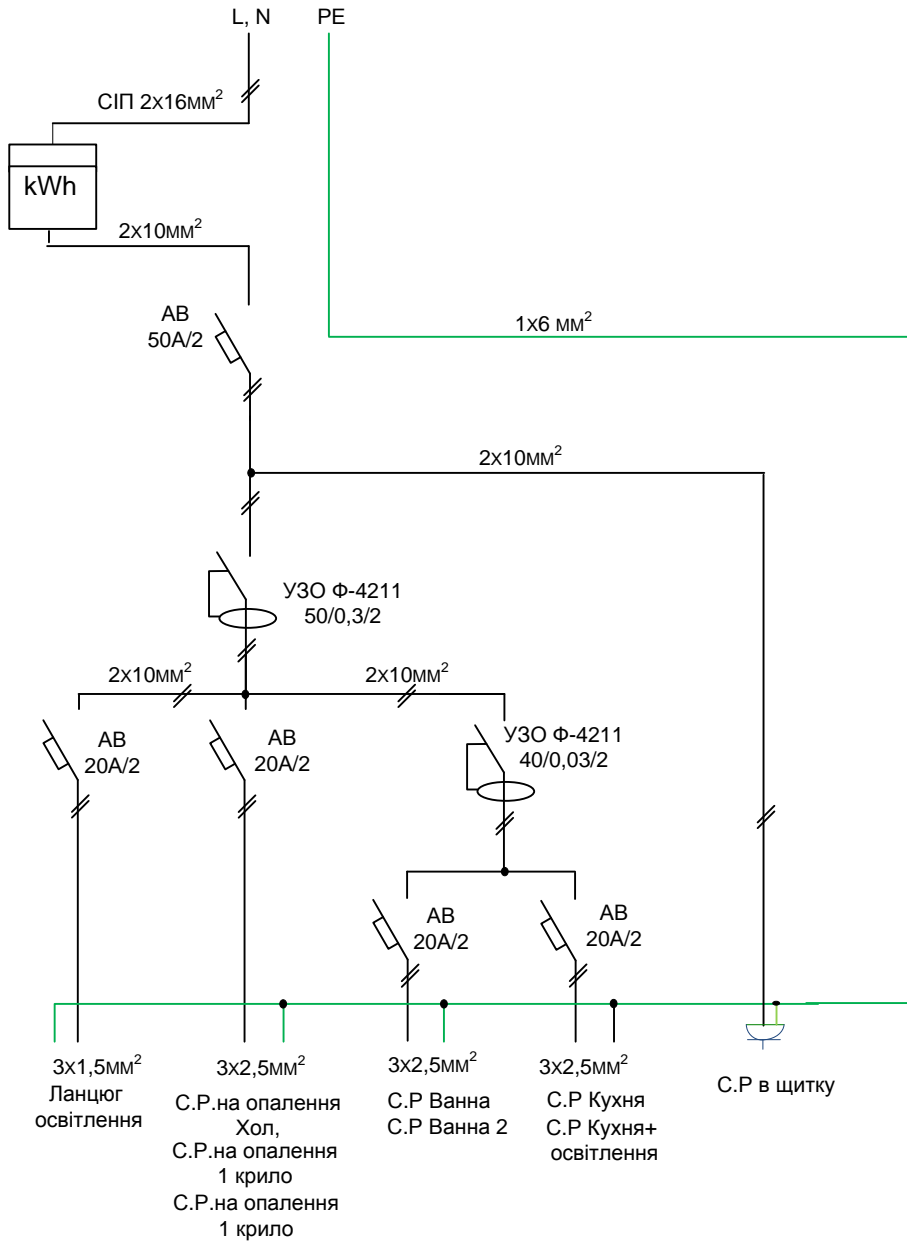 L, N
PE
СІП 2х16мм²
kWh
2х10мм²
АВ
50А/2
1х6 мм²
2х10мм²
УЗО Ф-4211
50/0,3/2
2х10мм²
2х10мм²
АВ
20А/2
АВ
20А/2
УЗО Ф-4211
40/0,03/2
АВ
20А/2
АВ
20А/2
3х1,5мм²
Ланцюг
освітлення
3х2,5мм²
С.Р.на опалення
Хол,
С.Р.на опалення
1 крило
С.Р.на опалення
1 крило
3х2,5мм²
С.Р Ванна
С.Р Ванна 2
3х2,5мм²
С.Р Кухня
С.Р Кухня+
освітлення
С.Р в щитку